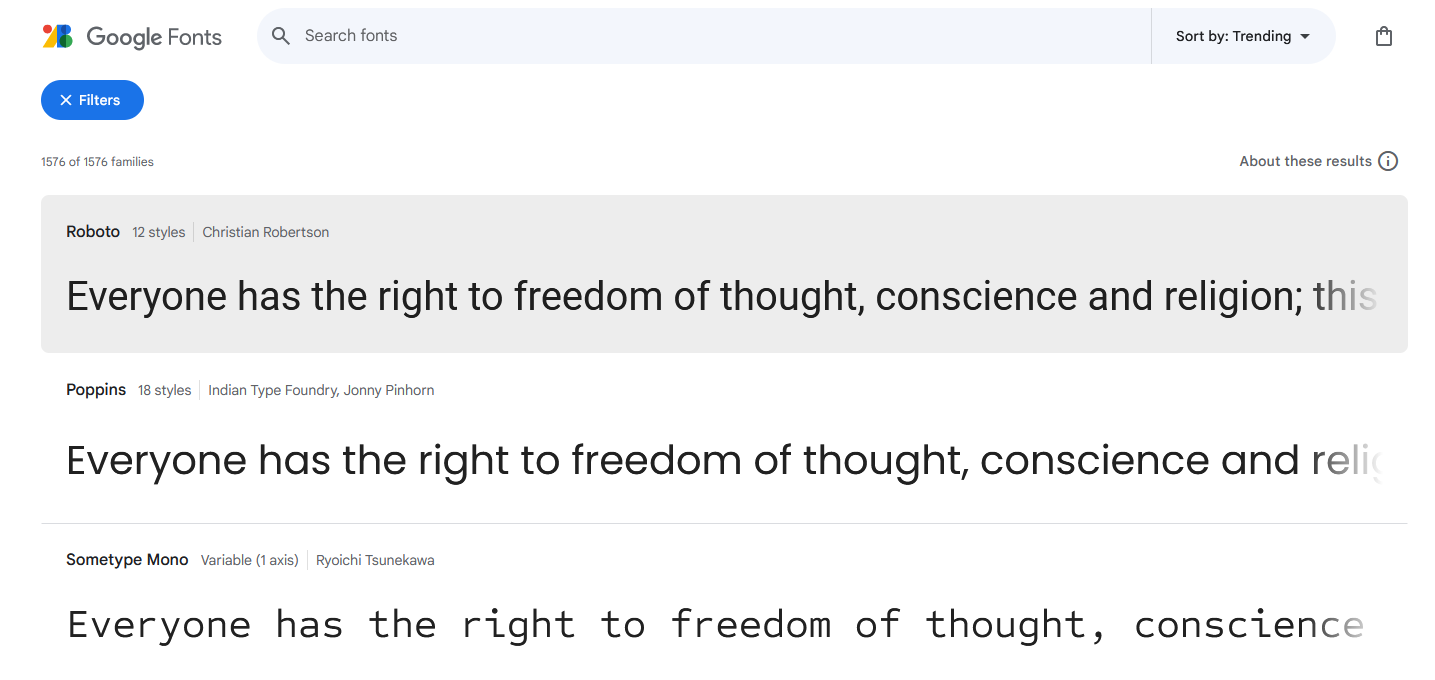 Google Fonts
Search fonts
Sort by: Trending
Filters
1576 of 1576 families
About these results
Roboto 12 styles Christian Robertson
Everyone has the right to freedom of thought, conscience and religion; this
Poppins 18 styles Indian Type Foundry, Jonny Pinhorn
Everyone has the right to freedom of thought, conscience and
Sometype Mono Variable (1 axis) Ryoichi Tsunekawa
Everyone has the right to freedom of thought, conscience